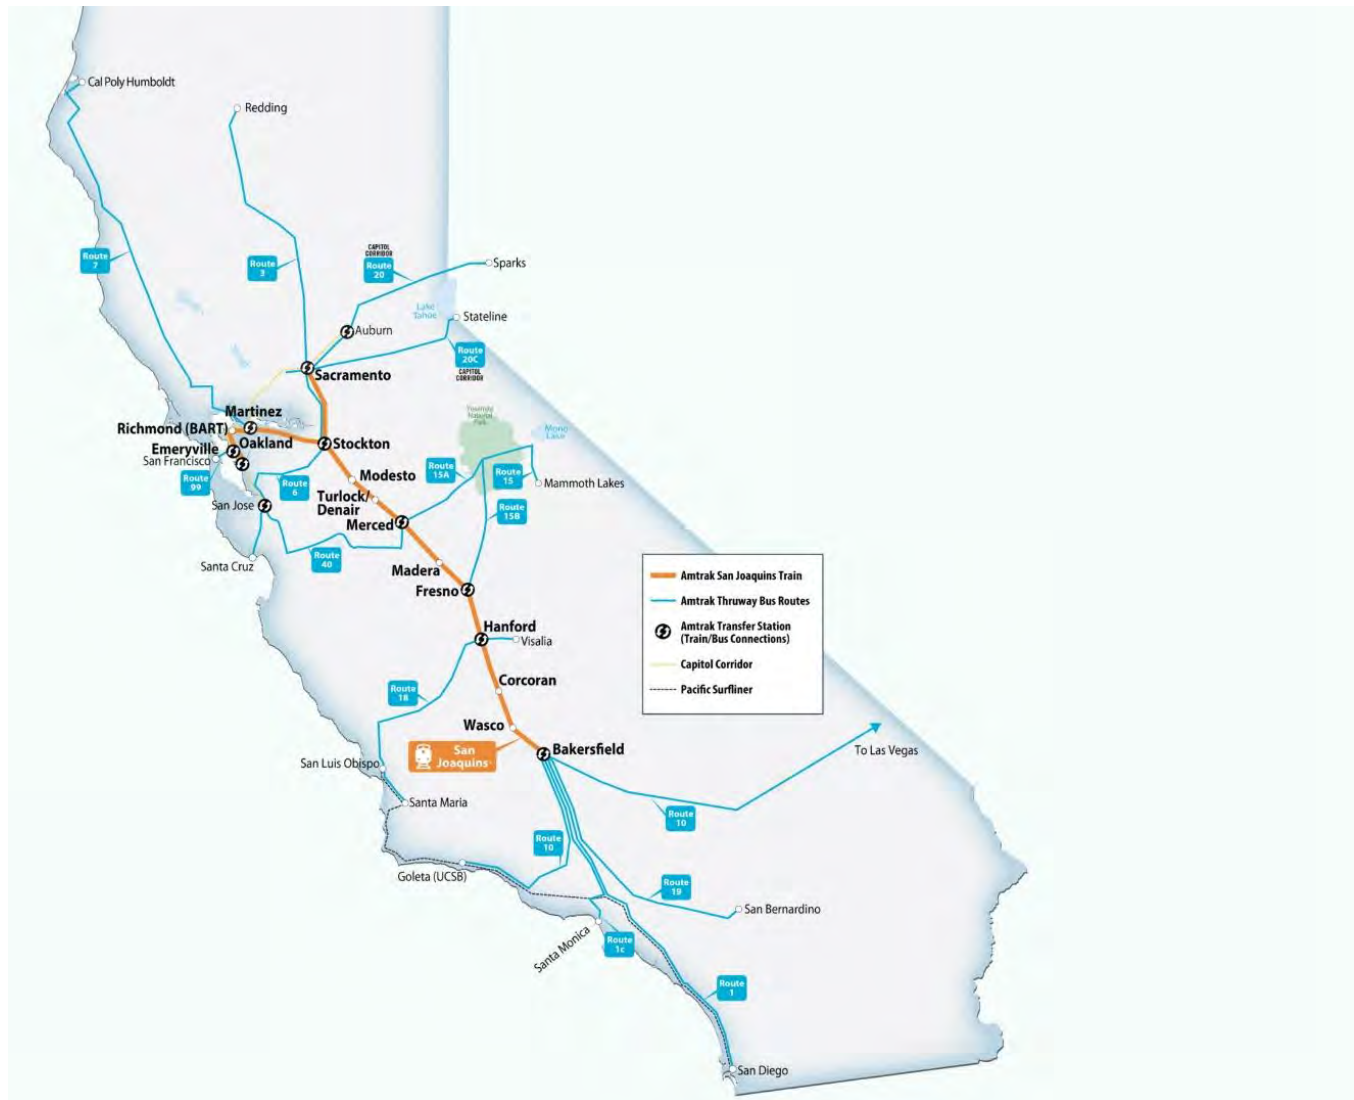 Cal Poly Humboldt
Redding
Route
7
Route
3
CAPITOL
CORRIDOR
Route
20
Sparks
Lake
Tahoe
Stateline
Auburn
Route
20C
CAPITOL
CORRIDOR
Sacramento
Martinez
Richmond (BART)
Oakland
Emeryville
San Francisco
Stockton
Yosemite
National
Park
Mono
Lake
Route
99
Route
6
Modesto
Route
15A
Route
15
Mammoth Lakes
San Jose
Turlock/
Denair
Merced
Route
15B
Santa Cruz
Route
40
Madera
Fresno
Hanford
Visalia
Amtrak San Joaquins Train
Amtrak Thruway Bus Routes
Amtrak Transfer Station
(Train/Bus Connections)
Capitol Corridor
Pacific Surfliner
Corcoran
Route
18
Wasco
San
Joaquins
Bakersfield
To Las Vegas
San Luis Obispo
Santa Maria
Route
10
Route
10
Goleta (UCSB)
Route
19
San Bernardino
Santa Monica
Route
1c
Route
1
San Diego